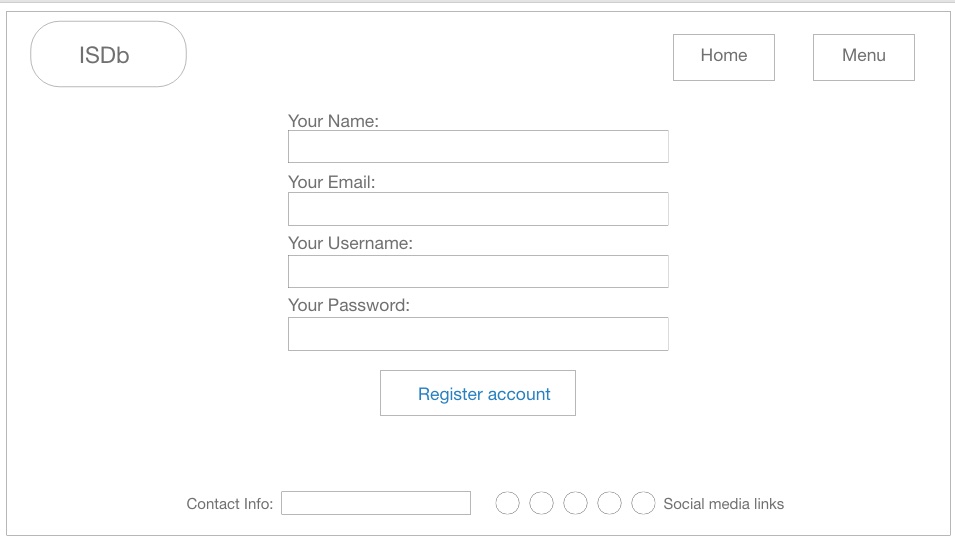 ISDb
Home
Menu
Your Name:
Your Email:
Your Username:
Your Password:
Register account
Contact Info:
Social media links